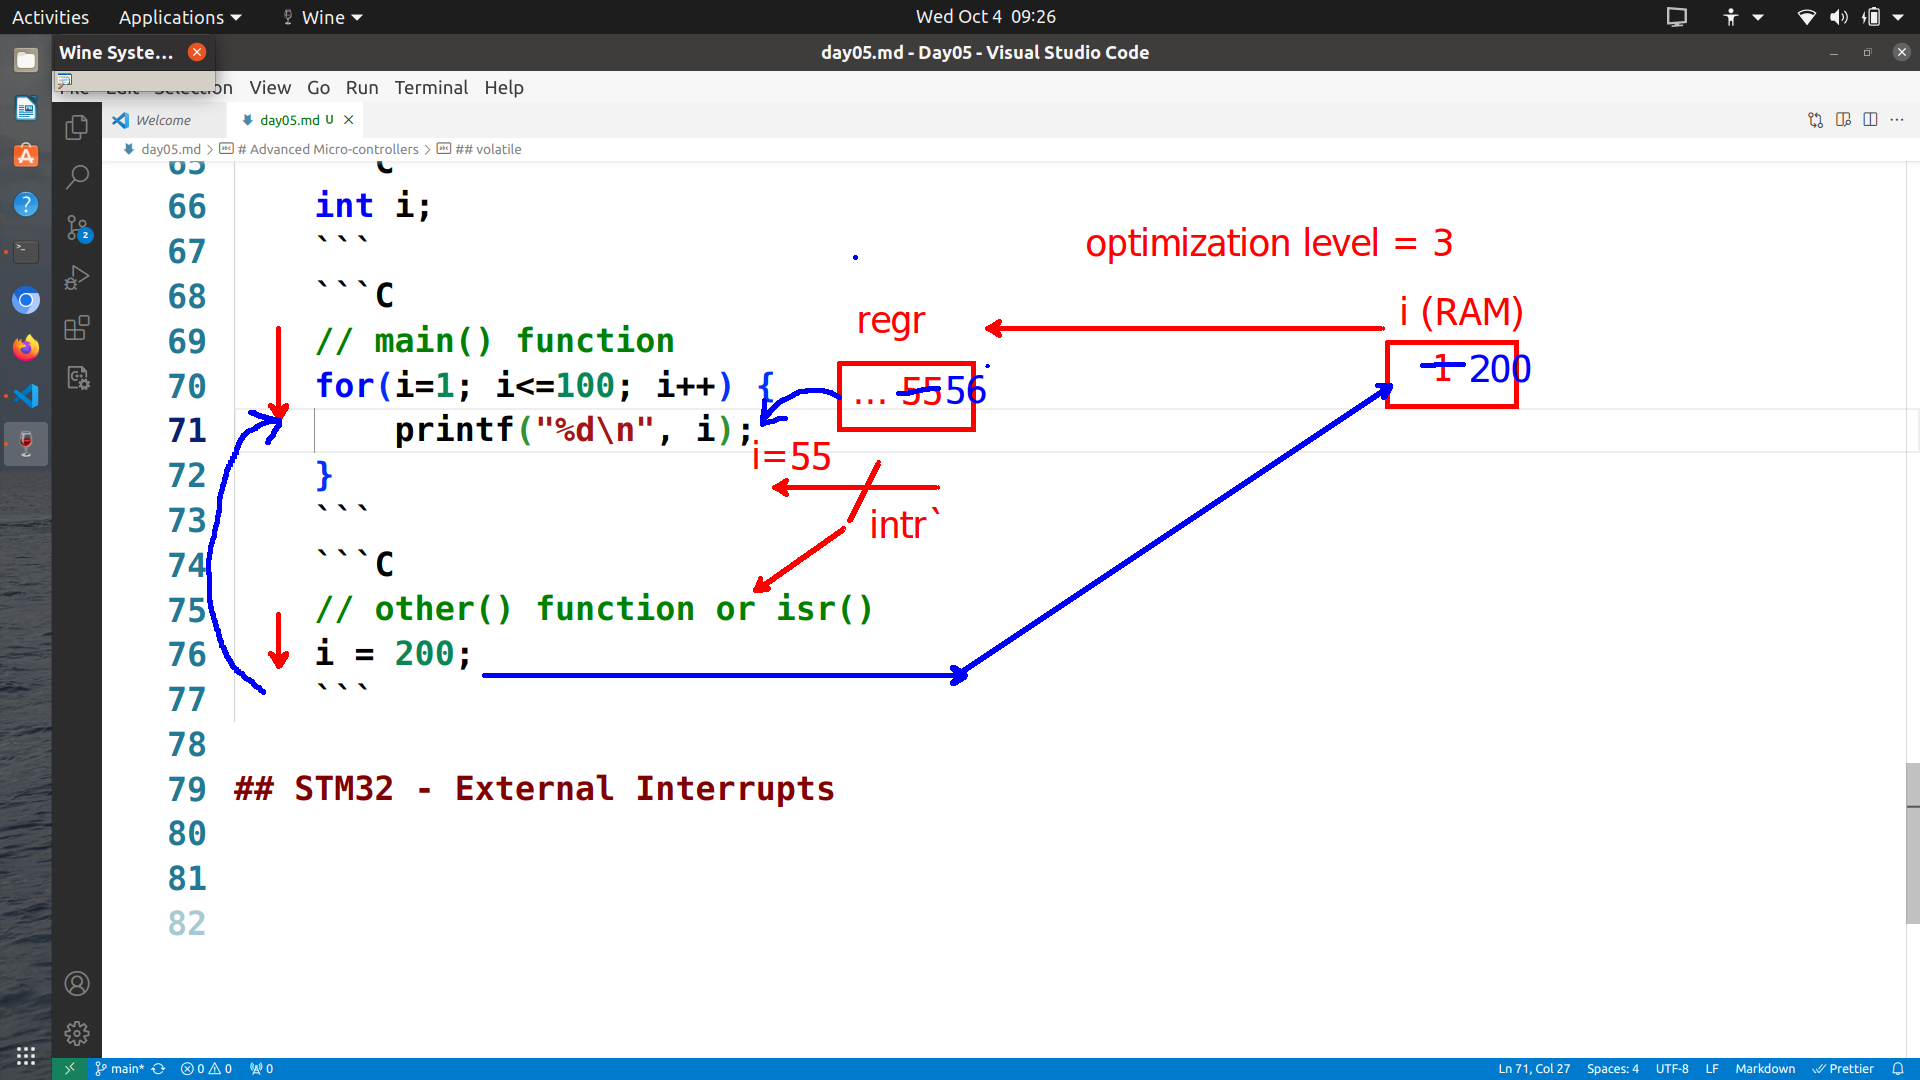 Activities Applications Wine Wed Oct 4 09:26
Wine Syste... day05.md - Day05 - Visual Studio Code
Selection View Go Run Terminal Help
Welcome day05.md U
day05.md > # Advanced Micro-controllers > ## volatile
65 ```C
66 int i;
67 ```
optimization level = 3
68 ```C
regr i (RAM)
69 // main() function
1 200
70 for(i=1; i<=100; i++) {
... 55 56
71 printf("%d\n", i);
i=55
72 }
73 ```
intr`
74 ```C
75 // other() function or isr()
76 i = 200;
77 ```
78
79 ## STM32 - External Interrupts
80
81
82
2
main* 0 0 0 Ln 71, Col 27 Spaces: 4 UTF-8 LF Markdown Prettier